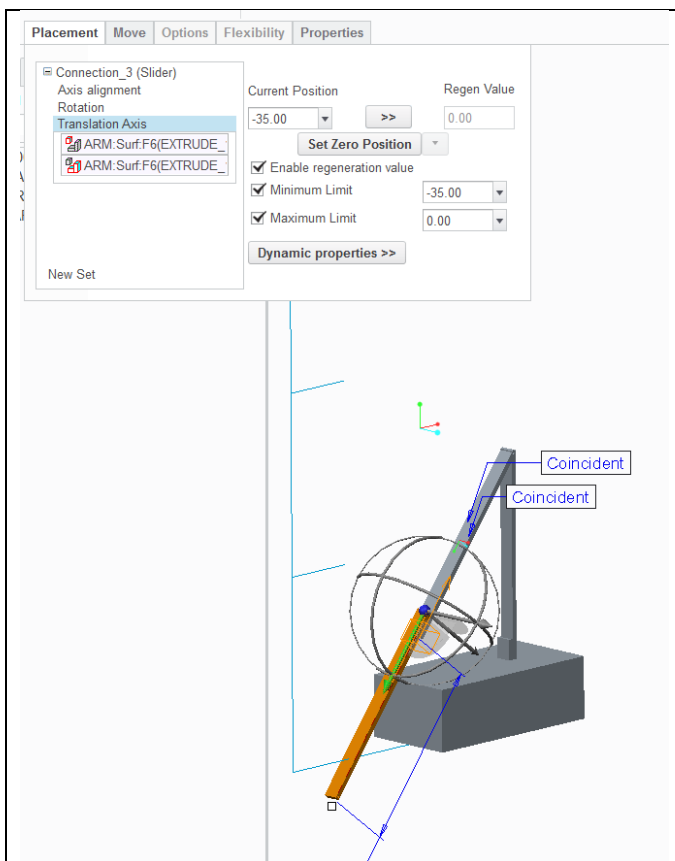 Placement Move Options Flexibility Properties
Connection_3 (Slider)
Axis alignment
Rotation
Translation Axis
ARM:Surf:F6(EXTRUDE_
ARM:Surf:F6(EXTRUDE_
New Set
Current Position Regen Value
-35.00 >> 0.00
Set Zero Position
Enable regeneration value
Minimum Limit -35.00
Maximum Limit 0.00
Dynamic properties >>
Coincident
Coincident